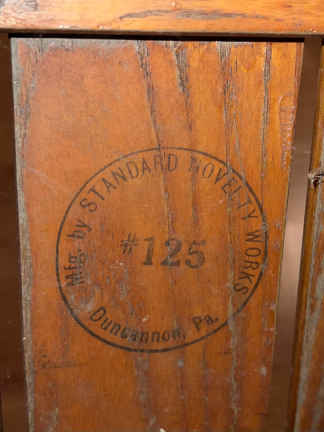 Mfg. by STANDARD NOVELTY WORKS
#125
Duncannon, Pa.